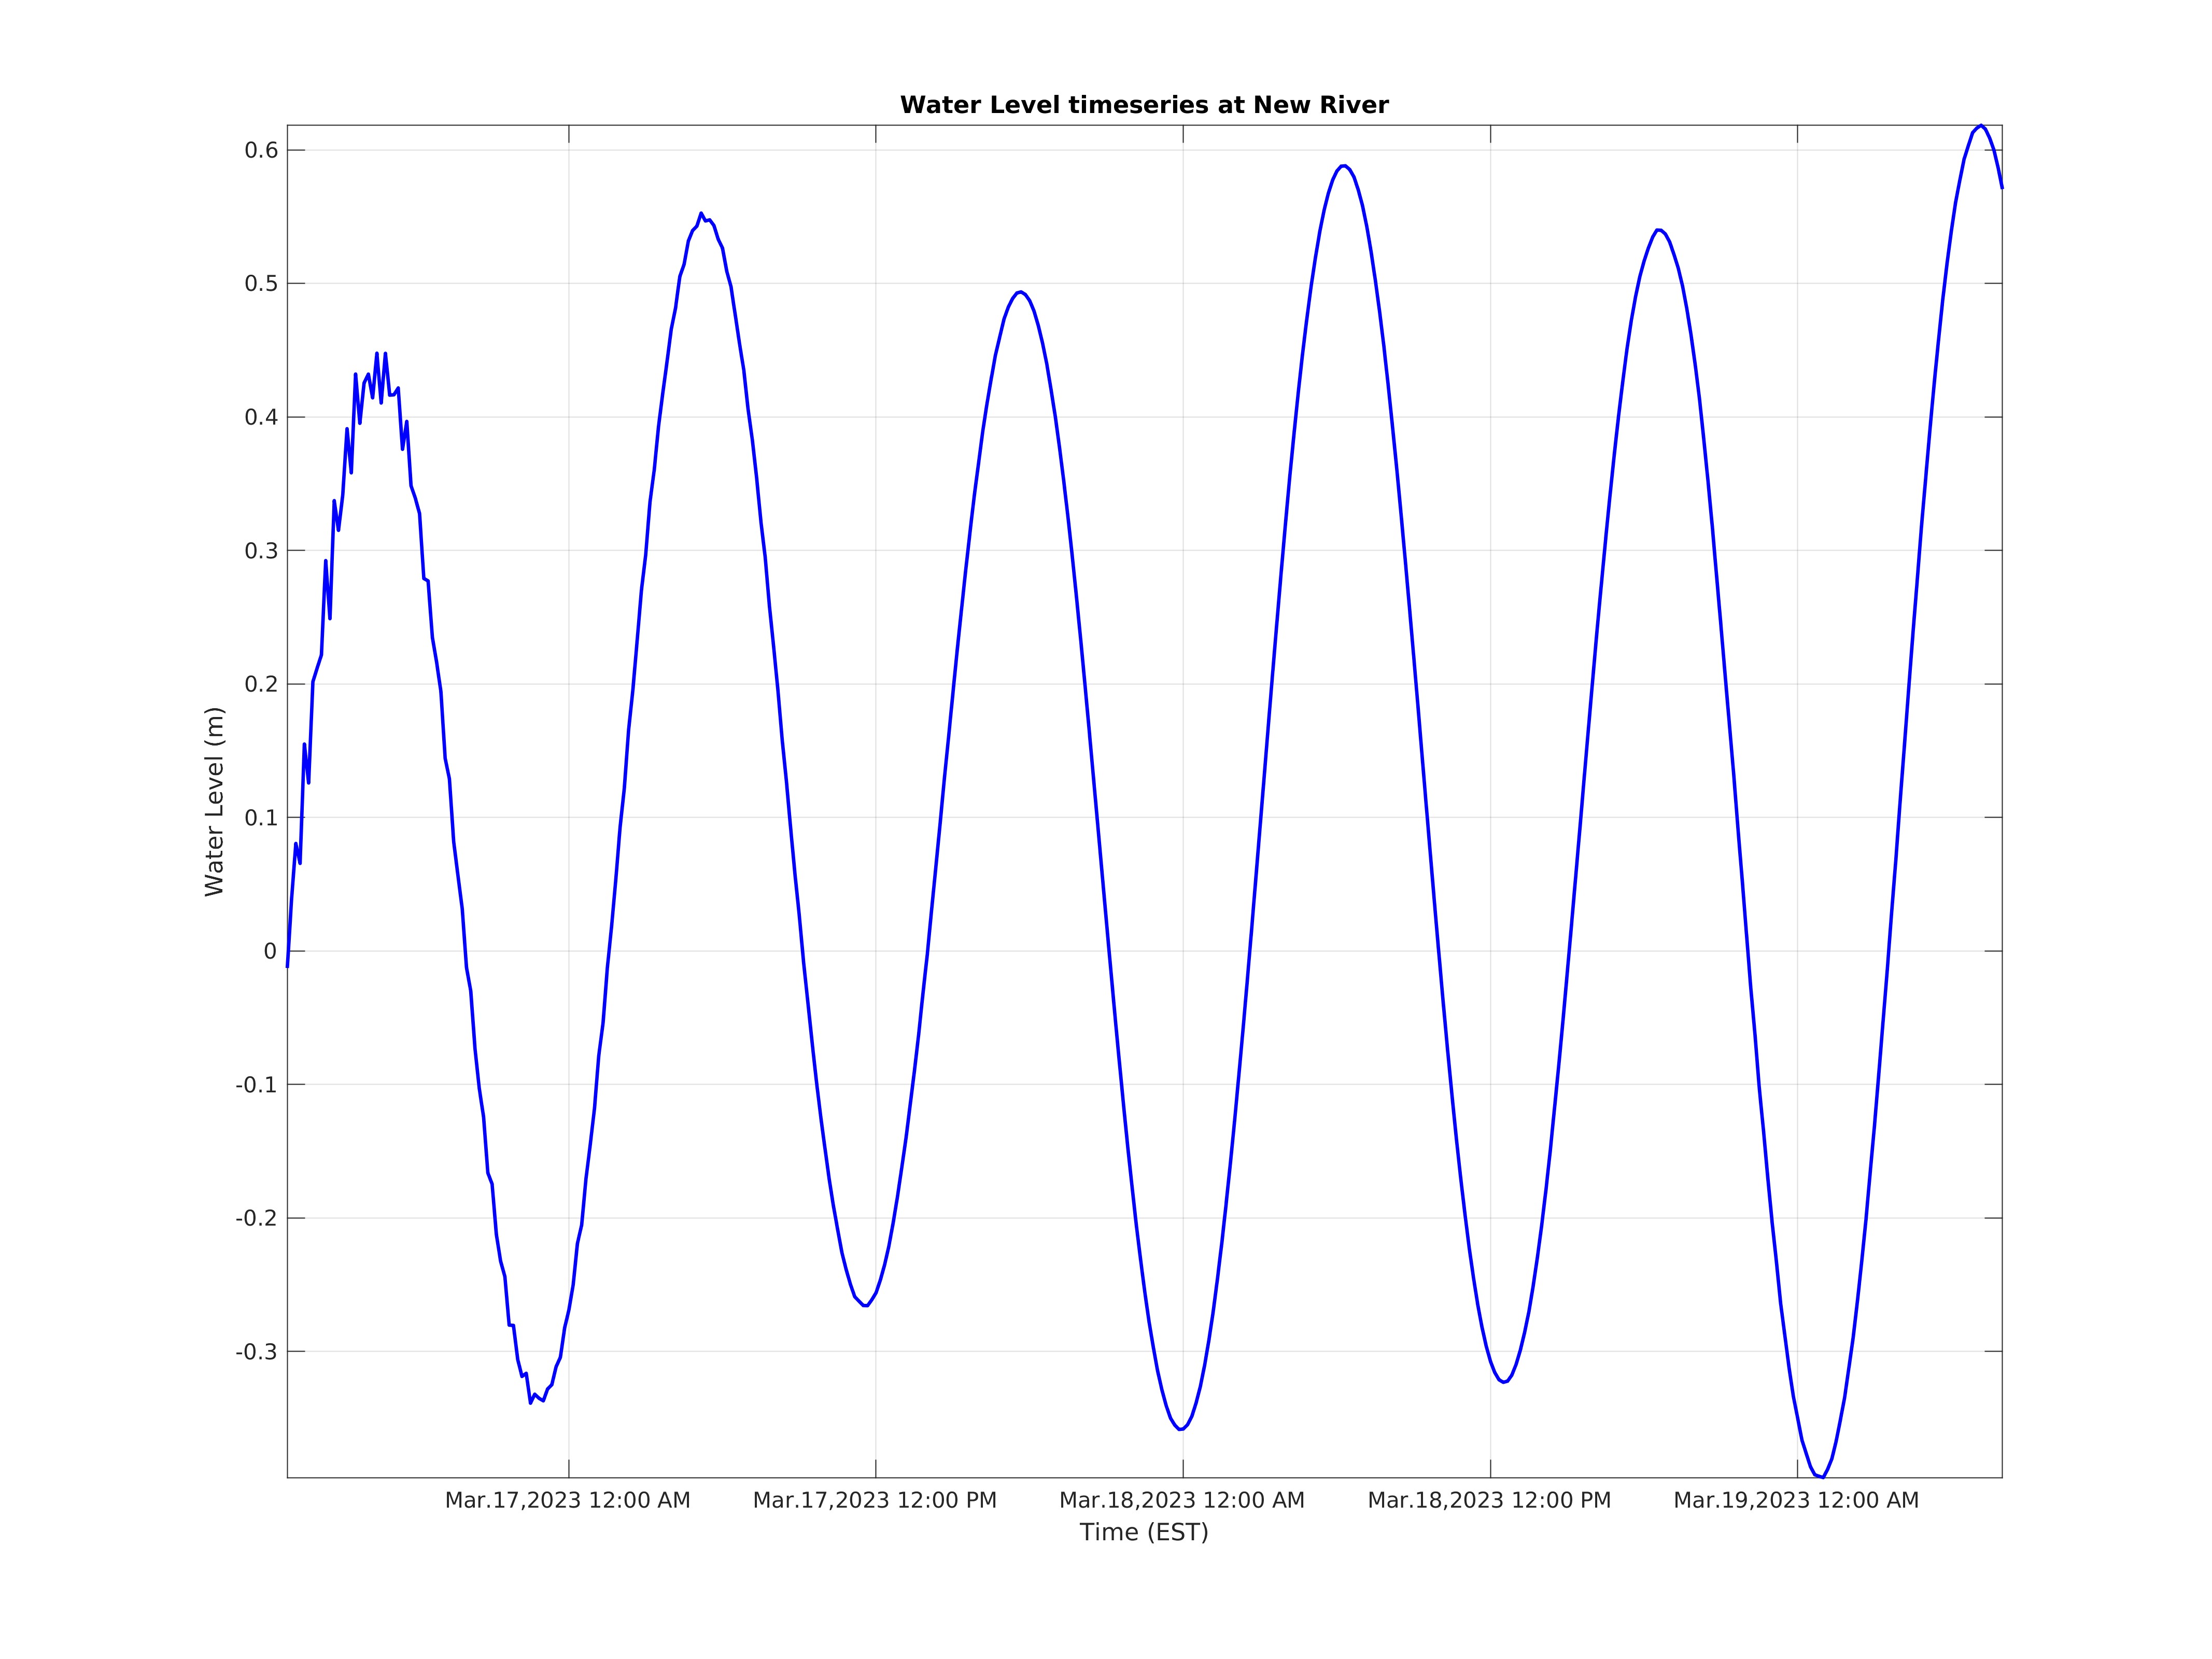 Water Level timeseries at New River
0.6
0.5
0.4
0.3
0.2
0.1
0
-0.1
-0.2
-0.3
Water Level (m)
Mar.17,2023 12:00 AM Mar.17,2023 12:00 PM Mar.18,2023 12:00 AM Mar.18,2023 12:00 PM Mar.19,2023 12:00 AM
Time (EST)